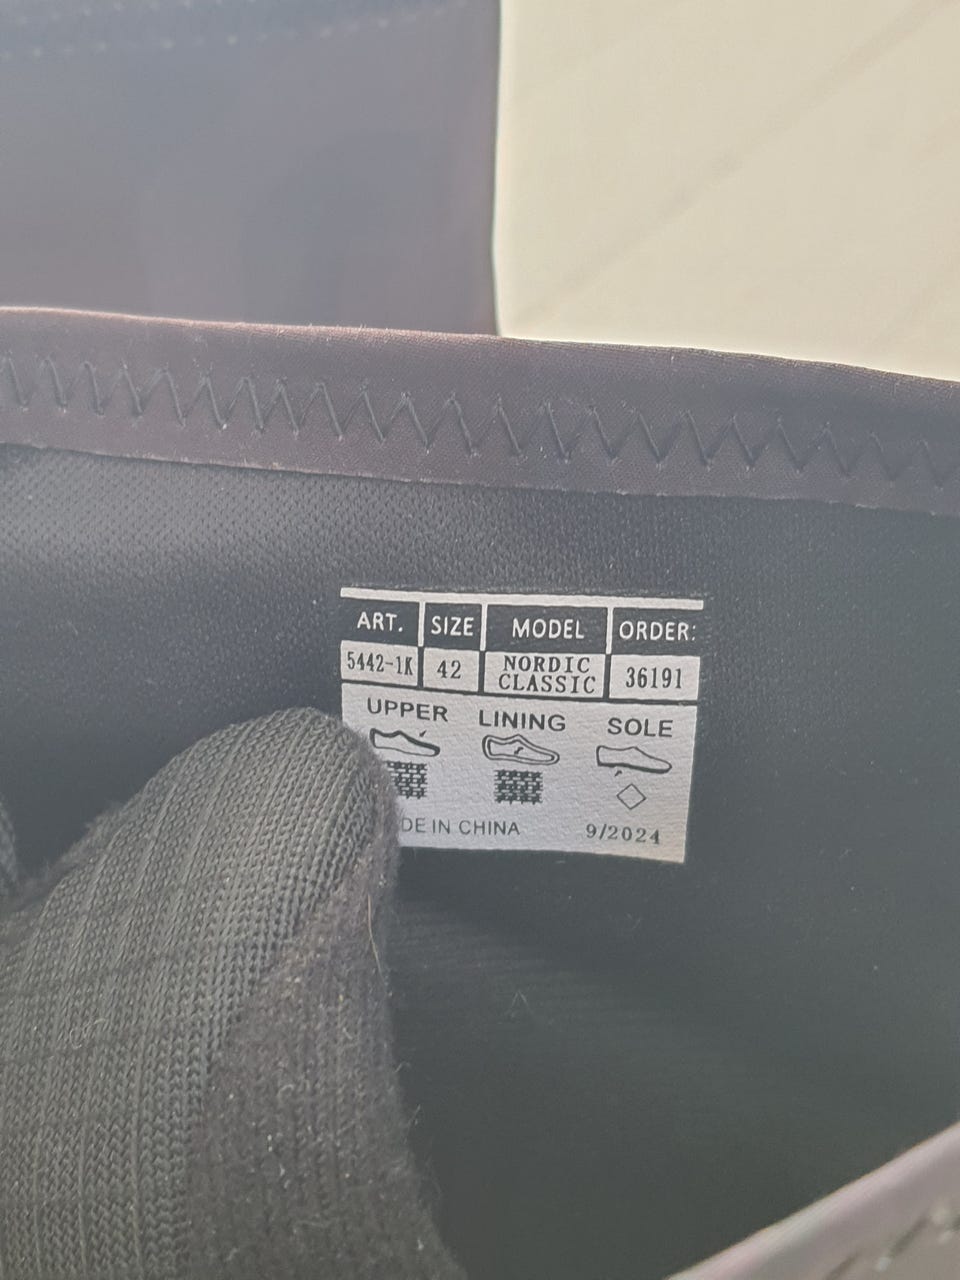 ART. SIZE MODEL ORDER:
5442-1K 42 NORDIC CLASSIC 36191
UPPER LINING SOLE
DE IN CHINA 9/2024